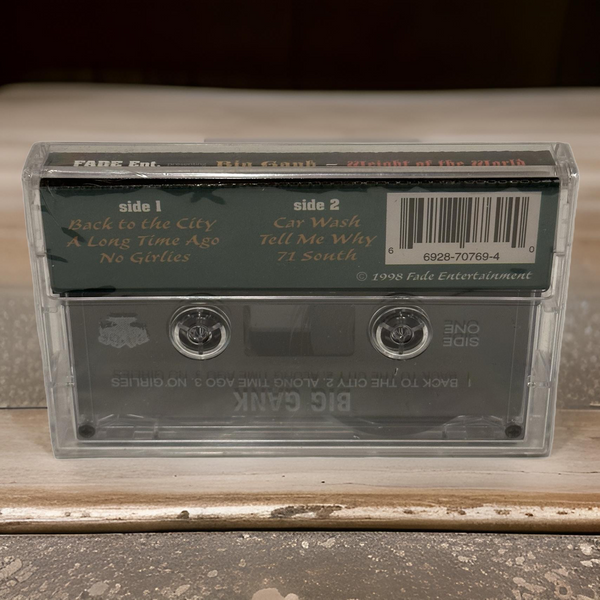 FADE Ent. Big Gank - Weight of the World
side 1
Back to the City
A Long Time Ago
No Girlies
side 2
Car Wash
Tell Me Why
71 South
6 6928-70769-4 0
© 1998 Fade Entertainment
SIDE ONE
1 BACK TO THE CITY 2. ALONG TIME AGO 3. NO GIRLIES
BIG GANK